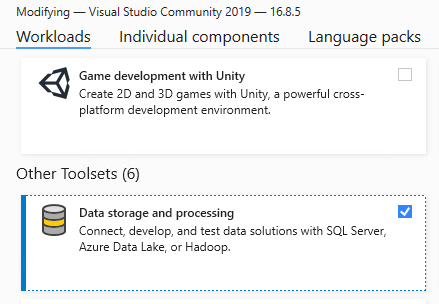 Modifying — Visual Studio Community 2019 — 16.8.5
Workloads Individual components Language packs
Game development with Unity
Create 2D and 3D games with Unity, a powerful cross-
platform development environment.
Other Toolsets (6)
Data storage and processing
Connect, develop, and test data solutions with SQL Server,
Azure Data Lake, or Hadoop.